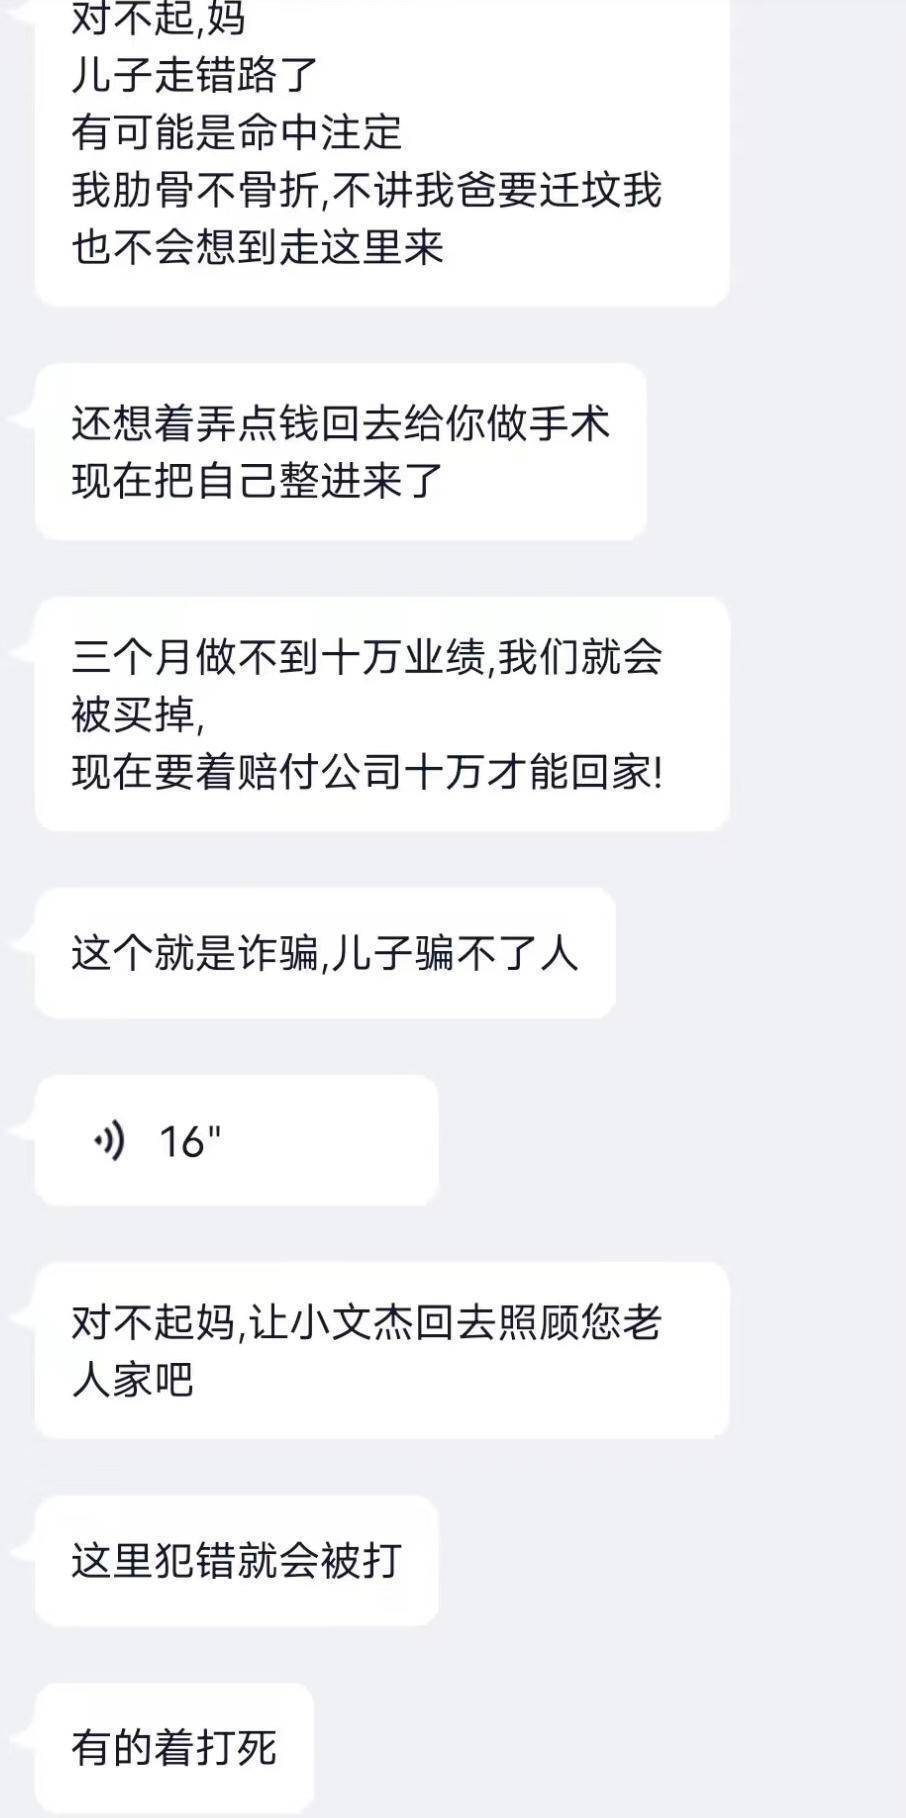 对不起,妈
儿子走错路了
有可能是命中注定
我肋骨不骨折,不讲我爸要迁坟我
也不会想到走这里来
还想着弄点钱回去给你做手术
现在把自己整进来了
三个月做不到十万业绩,我们就会
被买掉,
现在要着赔付公司十万才能回家!
这个就是诈骗,儿子骗不了人
16"
对不起妈,让小文杰回去照顾您老
人家吧
这里犯错就会被打
有的着打死